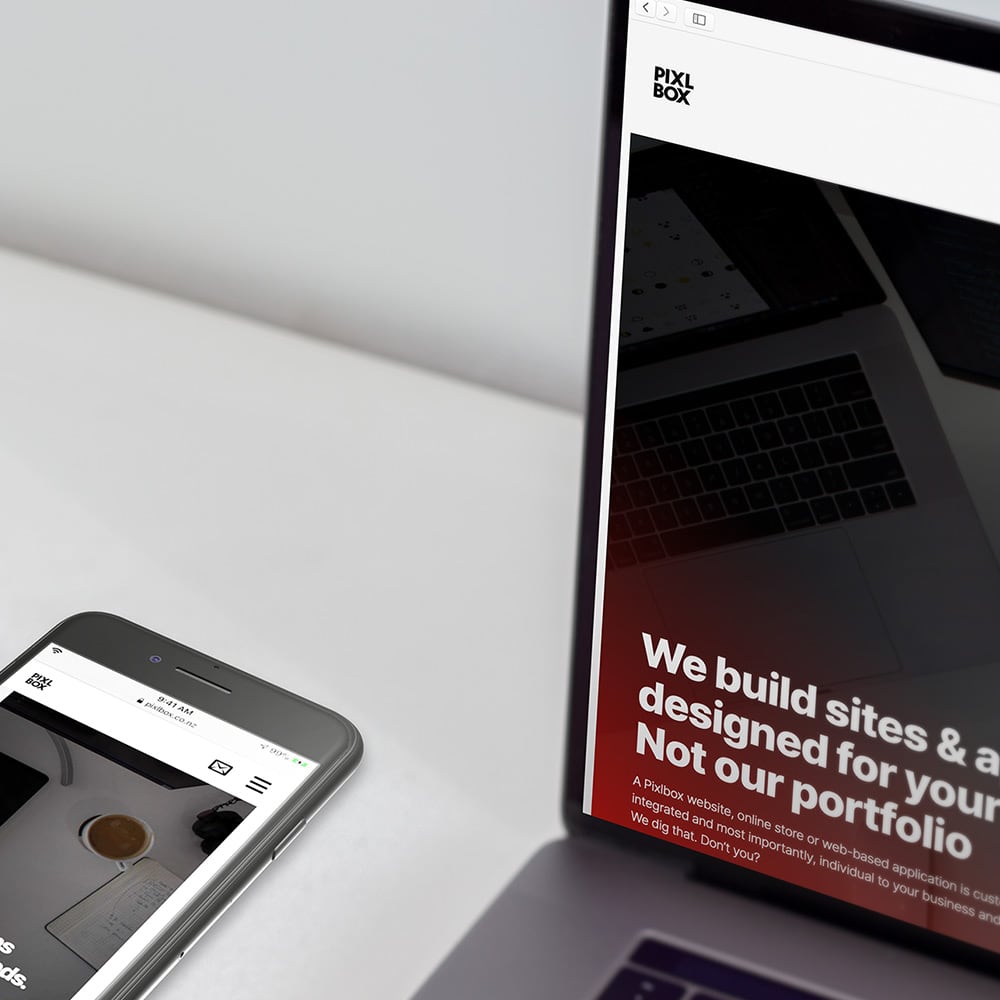 PIXL
BOX
We build sites & a
designed for your
Not our portfolio
A Pixlbox website, online store or web-based application is cust
integrated and most importantly, individual to your business and
We dig that. Don't you?
9:41 AM
pixlbox.co.nz
99%
PIXL
BOX
s
ds.